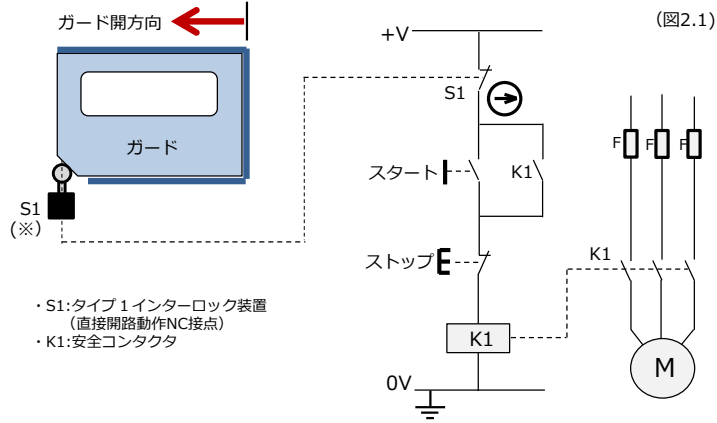 (図2.1)
ガード開方向
ガード
S1
(※)
・S1:タイプ１インターロック装置
（直接開路動作NC接点）
・K1:安全コンタクタ
+V
S1
スタート
K1
ストップ
K1
0V
F
F
F
K1
M